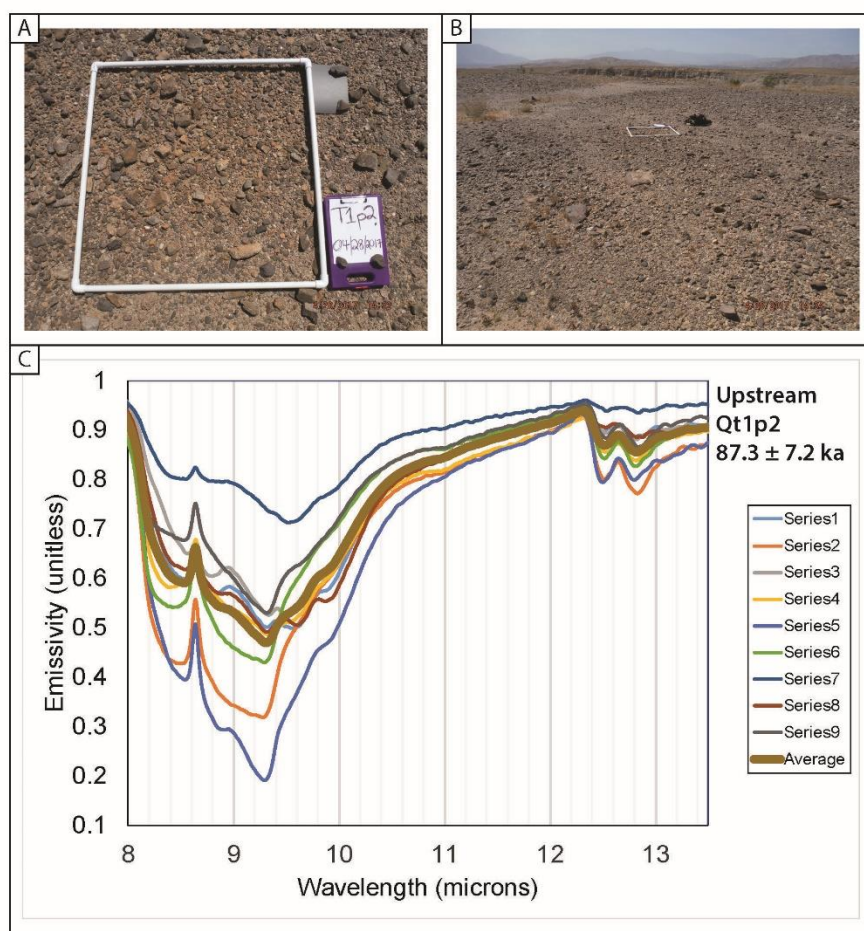 A
B
T1p2
04/28/2017
C
Upstream
Qt1p2
87.3 ± 7.2 ka
1
0.9
0.8
0.7
0.6
0.5
0.4
0.3
0.2
0.1
Emissivity (unitless)
8 9 10 11 12 13
Wavelength (microns)
Series1
Series2
Series3
Series4
Series5
Series6
Series7
Series8
Series9
Average